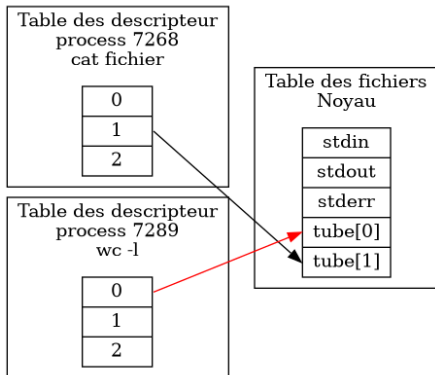 Table des descripteur
process 7268
cat fichier
0
1
2
Table des descripteur
process 7289
wc -l
0
1
2
Table des fichiers
Noyau
stdin
stdout
stderr
tube[0]
tube[1]